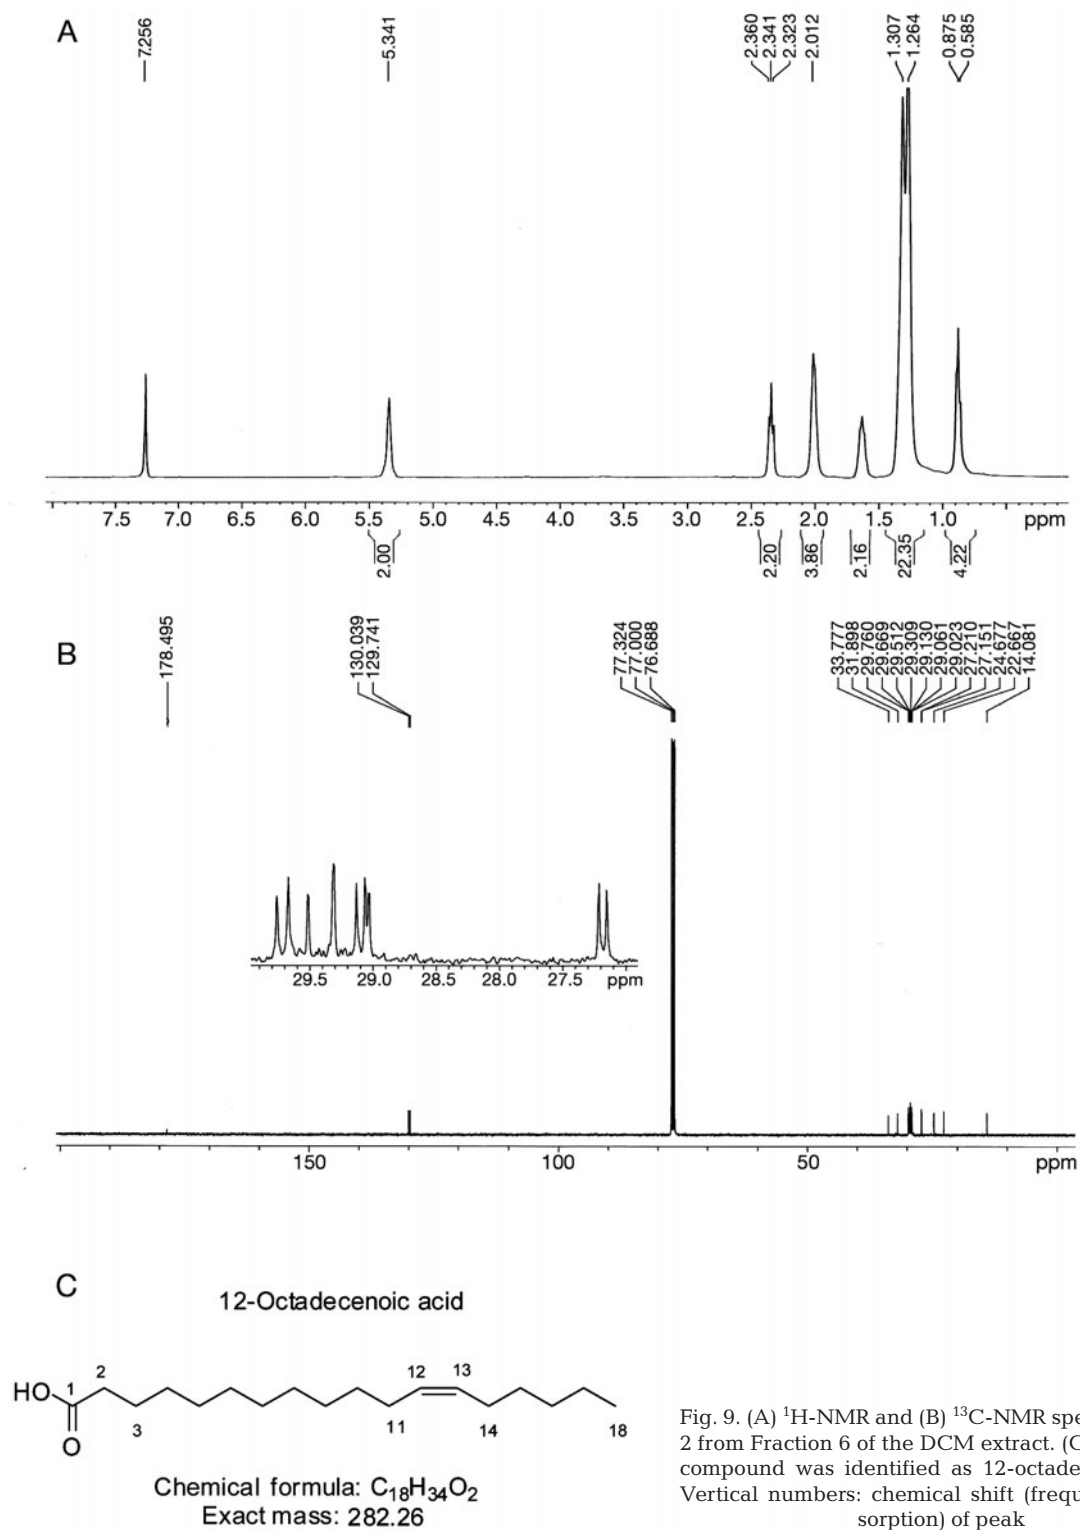 A
7.256
5.341
2.360
2.341
2.323
2.012
1.307
1.264
0.875
0.585
7.5 7.0 6.5 6.0 5.5 5.0 4.5 4.0 3.5 3.0 2.5 2.0 1.5 1.0 ppm
2.00 2.20 3.86 2.16 22.35 4.22
B
178.495
130.039
129.741
77.324
77.000
76.688
33.777
31.898
29.760
29.669
29.512
29.309
29.130
29.061
29.023
27.210
27.151
24.677
22.667
14.081
29.5 29.0 28.5 28.0 27.5 ppm
150 100 50 ppm
C
12-Octadecenoic acid
HO 1 2 3 11 12 13 14 18
O
Chemical formula: C₁₈H₃₄O₂
Exact mass: 282.26
Fig. 9. (A) ¹H-NMR and (B) ¹³C-NMR spe
2 from Fraction 6 of the DCM extract. (C
compound was identified as 12-octade
Vertical numbers: chemical shift (frequ
sorption) of peak